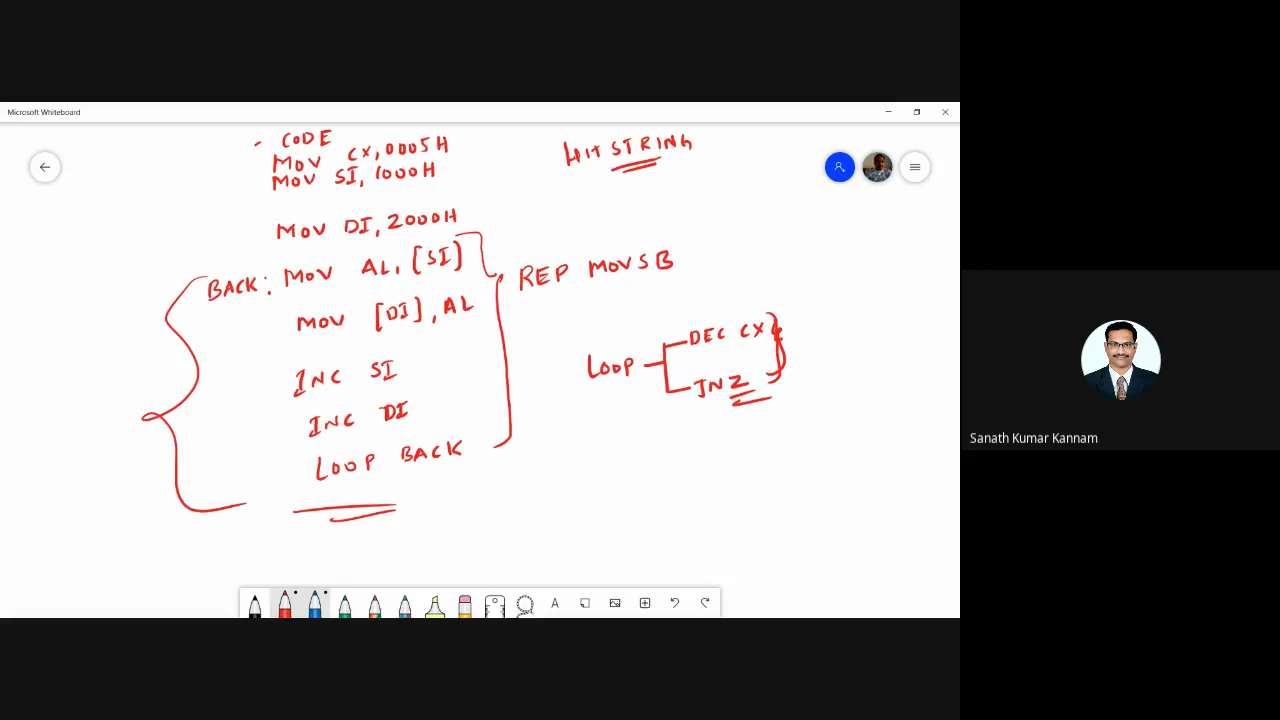 Microsoft Whiteboard
. CODE
MOV CX, 0005H
MOV SI, 1000H
MOV DI, 2000H
BACK: MOV AL, [SI]
MOV [DI], AL
INC SI
INC DI
LOOP BACK
STRING
REP MOVSB
LOOP
DEC CX
JNZ
A
Sanath Kumar Kannam